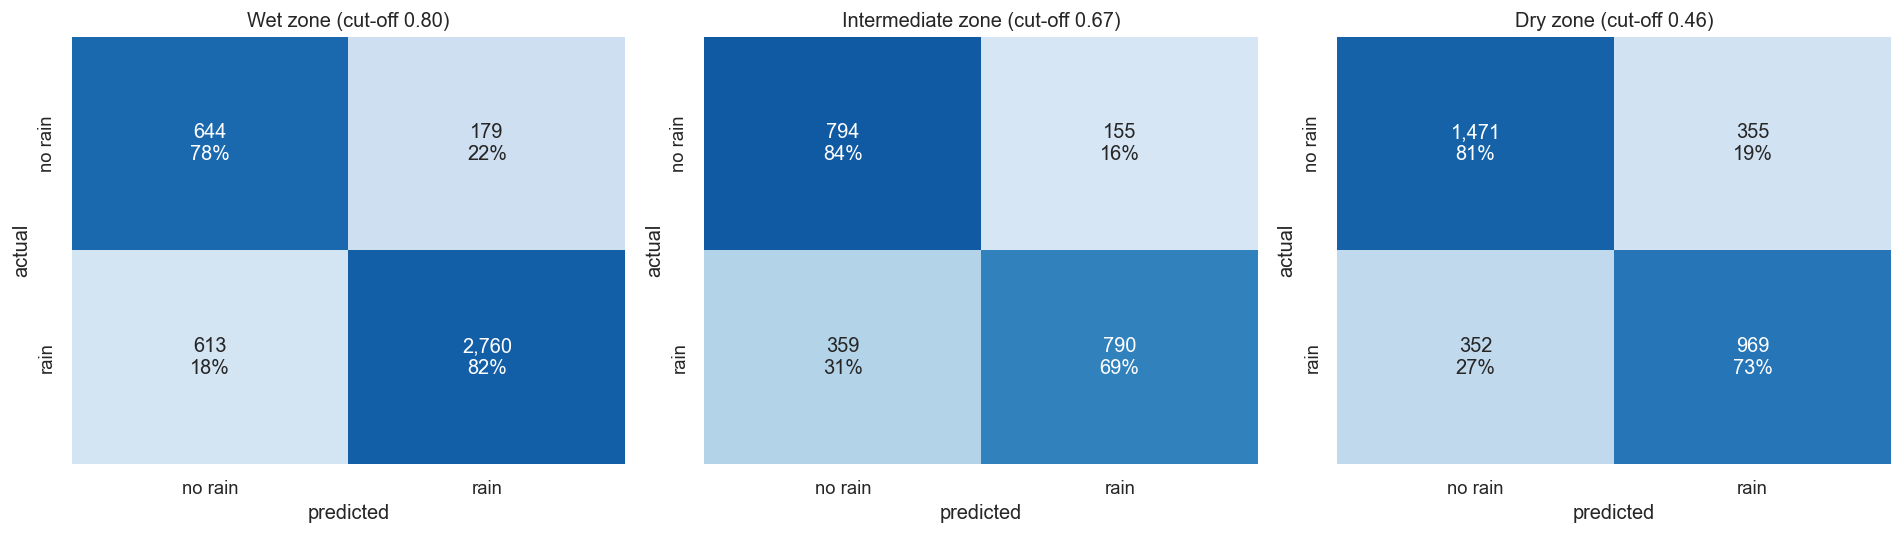 Wet zone (cut-off 0.80)
no rain
rain
actual
644
78%
179
22%
613
18%
2,760
82%
no rain
rain
predicted
Intermediate zone (cut-off 0.67)
no rain
rain
actual
794
84%
155
16%
359
31%
790
69%
no rain
rain
predicted
Dry zone (cut-off 0.46)
no rain
rain
actual
1,471
81%
355
19%
352
27%
969
73%
no rain
rain
predicted